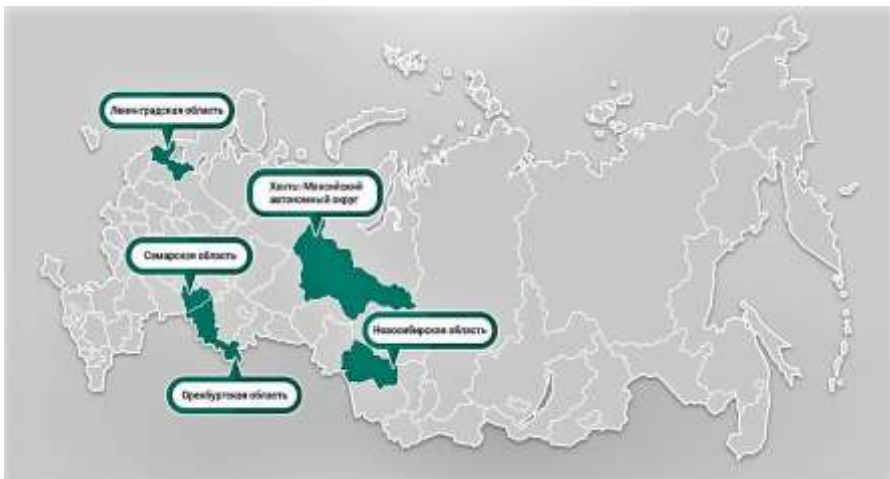 Ленинградская область
Ханты-Мансийский
автономный округ
Самарская область
Новосибирская область
Оренбургская область